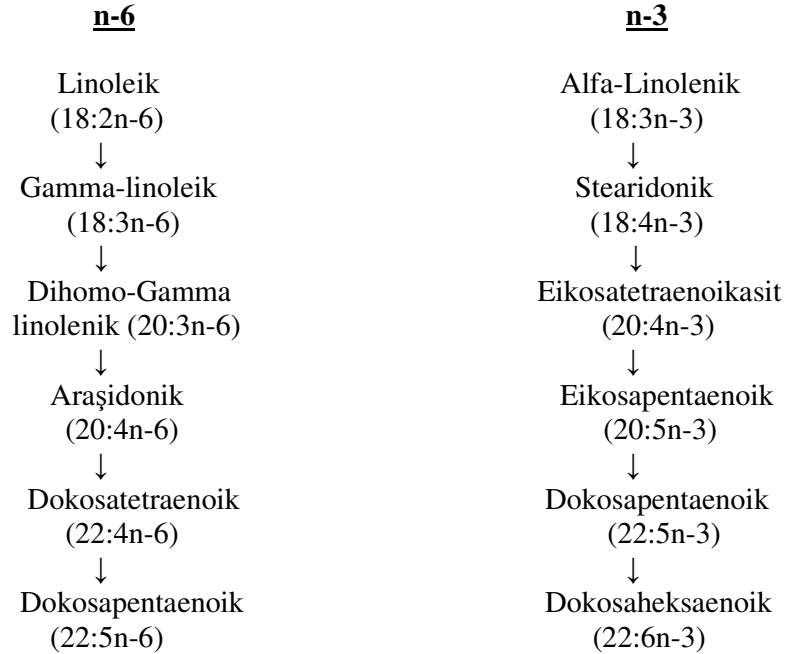 n-6
Linoleik
(18:2n-6)
↓
Gamma-linoleik
(18:3n-6)
↓
Dihomo-Gamma
linolenik (20:3n-6)
↓
Araşidonik
(20:4n-6)
↓
Dokosatetraenoik
(22:4n-6)
↓
Dokosapentaenoik
(22:5n-6)
n-3
Alfa-Linolenik
(18:3n-3)
↓
Stearidonik
(18:4n-3)
↓
Eikosatetraenoikasit
(20:4n-3)
↓
Eikosapentaenoik
(20:5n-3)
↓
Dokosapentaenoik
(22:5n-3)
↓
Dokosaheksaenoik
(22:6n-3)